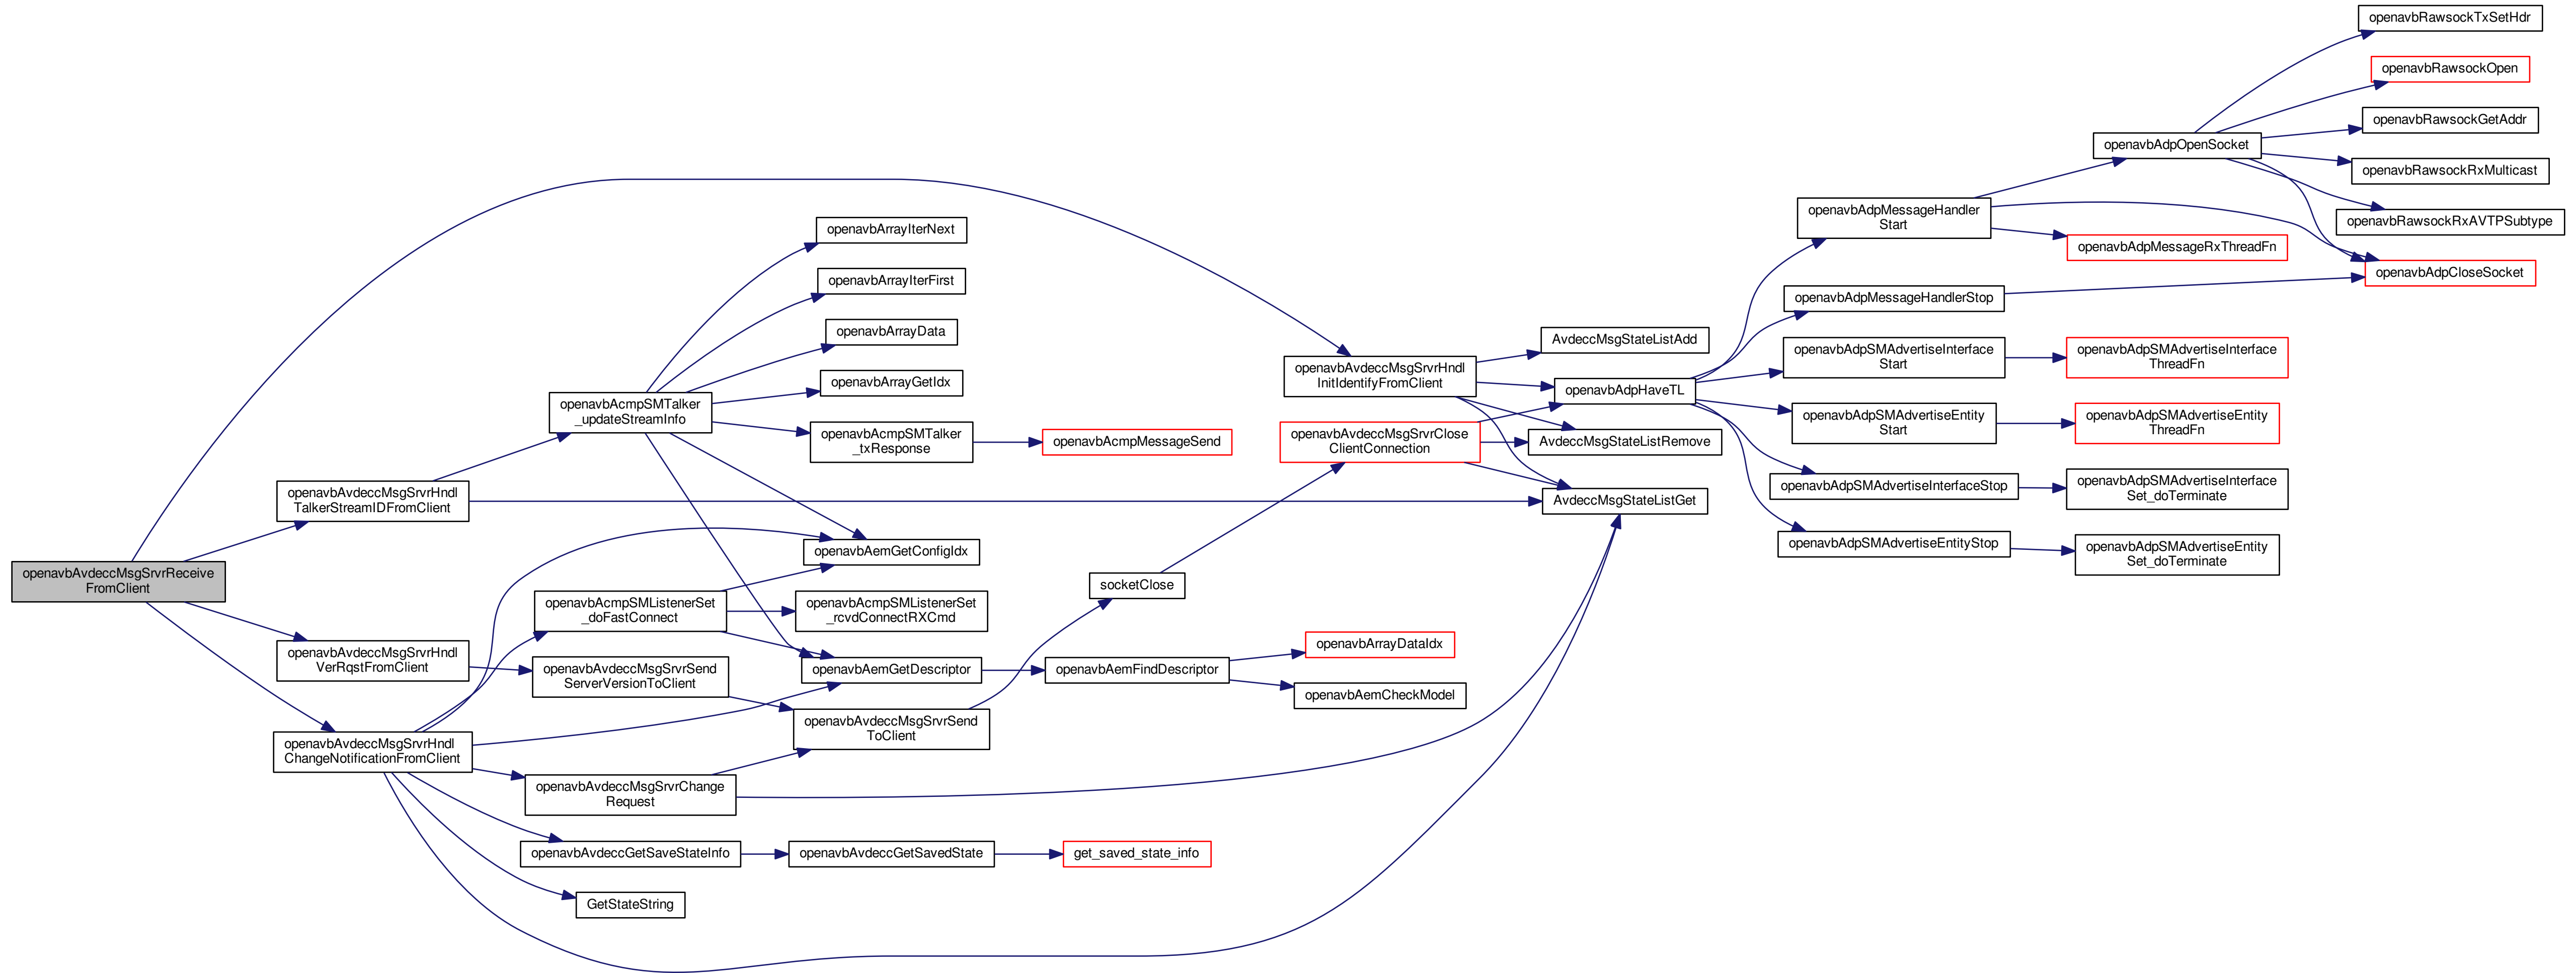 openavbAvdeccMsgSrvrReceive
FromClient
openavbAvdeccMsgSrvrHndl
TalkerStreamIDFromClient
openavbAvdeccMsgSrvrHndl
VerRqstFromClient
openavbAvdeccMsgSrvrHndl
ChangeNotificationFromClient
openavbAcmpSMTalker
_updateStreamInfo
openavbAcmpSMListenerSet
_doFastConnect
openavbAvdeccMsgSrvrSend
ServerVersionToClient
openavbAvdeccMsgSrvrChange
Request
openavbAvdeccGetSaveStateInfo
GetStateString
openavbArrayIterNext
openavbArrayIterFirst
openavbArrayData
openavbArrayGetIdx
openavbAcmpSMTalker
_txResponse
openavbAemGetConfigIdx
openavbAcmpSMListenerSet
_rcvdConnectRXCmd
openavbAemGetDescriptor
openavbAvdeccMsgSrvrSend
ToClient
openavbAvdeccGetSavedState
openavbAcmpMessageSend
socketClose
openavbAemFindDescriptor
get_saved_state_info
openavbAvdeccMsgSrvrHndl
InitIdentifyFromClient
openavbAvdeccMsgSrvrClose
ClientConnection
openavbArrayDataIdx
openavbAemCheckModel
AvdeccMsgStateListAdd
openavbAdpHaveTL
AvdeccMsgStateListRemove
AvdeccMsgStateListGet
openavbAdpMessageHandler
Start
openavbAdpMessageHandlerStop
openavbAdpSMAdvertiseInterface
Start
openavbAdpSMAdvertiseEntity
Start
openavbAdpSMAdvertiseInterfaceStop
openavbAdpSMAdvertiseEntityStop
openavbAdpOpenSocket
openavbAdpMessageRxThreadFn
openavbAdpSMAdvertiseInterface
ThreadFn
openavbAdpSMAdvertiseEntity
ThreadFn
openavbAdpSMAdvertiseInterface
Set_doTerminate
openavbAdpSMAdvertiseEntity
Set_doTerminate
openavbRawsockTxSetHdr
openavbRawsockOpen
openavbRawsockGetAddr
openavbRawsockRxMulticast
openavbRawsockRxAVTPSubtype
openavbAdpCloseSocket